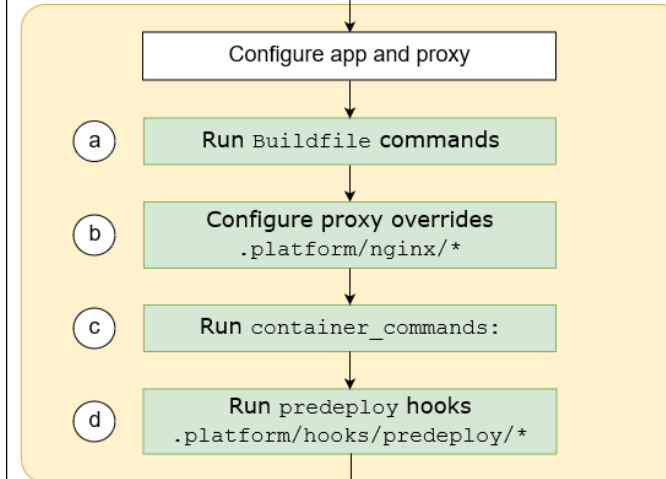 Configure app and proxy
a
Run Buildfile commands
b
Configure proxy overrides
.platform/nginx/*
c
Run container_commands:
d
Run predeploy hooks
.platform/hooks/predeploy/*